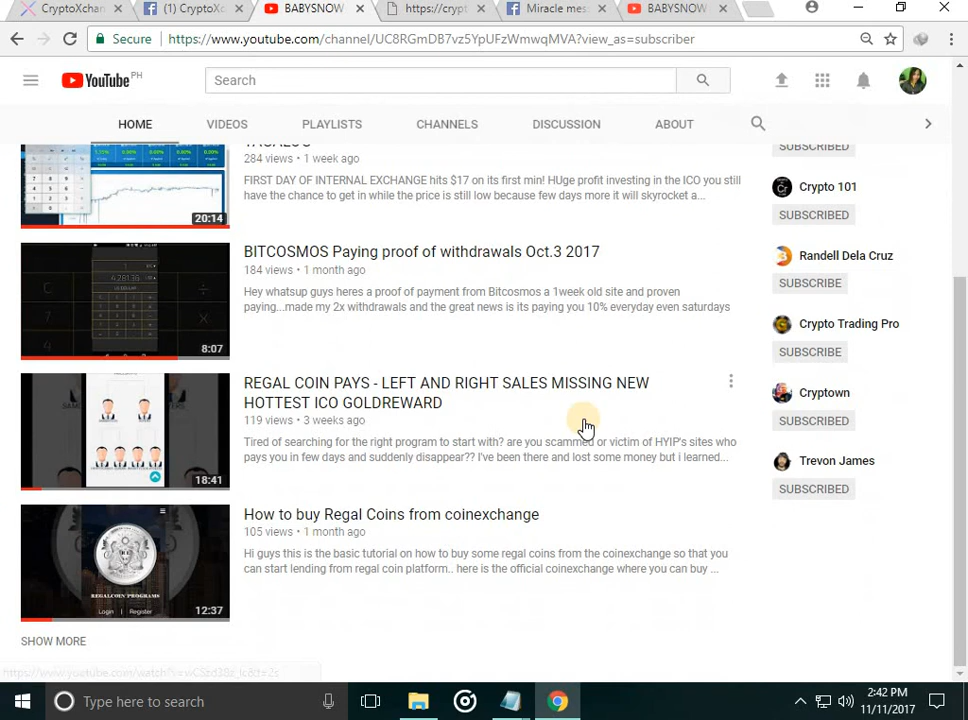 CryptoXchan
(1) CryptoX
BABYSNOW
https://crypt
Miracle mes
BABYSNOW
Secure
https://www.youtube.com/channel/UC8RGmDB7vz5YpUFzWmwqMVA?view_as=subscriber
YouTube PH
Search
HOME VIDEOS PLAYLISTS CHANNELS DISCUSSION ABOUT
284 views • 1 week ago
FIRST DAY OF INTERNAL EXCHANGE hits $17 on its first min! HUge profit investing in the ICO you still
have the chance to get in while the price is still low because few days more it will skyrocket a...
20:14
BITCOSMOS Paying proof of withdrawals Oct.3 2017
184 views • 1 month ago
Hey whatsup guys heres a proof of payment from Bitcosmos a 1week old site and proven
paying...made my 2x withdrawals and the great news is its paying you 10% everyday even saturdays
8:07
REGAL COIN PAYS - LEFT AND RIGHT SALES MISSING NEW
HOTTEST ICO GOLDREWARD
119 views • 3 weeks ago
Tired of searching for the right program to start with? are you scammed or victim of HYIP's sites who
pays you in few days and suddenly disappear?? I've been there and lost some money but i learned...
18:41
How to buy Regal Coins from coinexchange
105 views • 1 month ago
Hi guys this is the basic tutorial on how to buy some regal coins from the coinexchange so that you
can start lending from regal coin platform.. here is the official coinexchange where you can buy ...
REGALCOIN PROGRAMS
Login | Register
12:37
SHOW MORE
SUBSCRIBED
Crypto 101
SUBSCRIBED
Randell Dela Cruz
SUBSCRIBE
Crypto Trading Pro
SUBSCRIBE
Cryptown
SUBSCRIBED
Trevon James
SUBSCRIBED
Type here to search
2:42 PM
11/11/2017